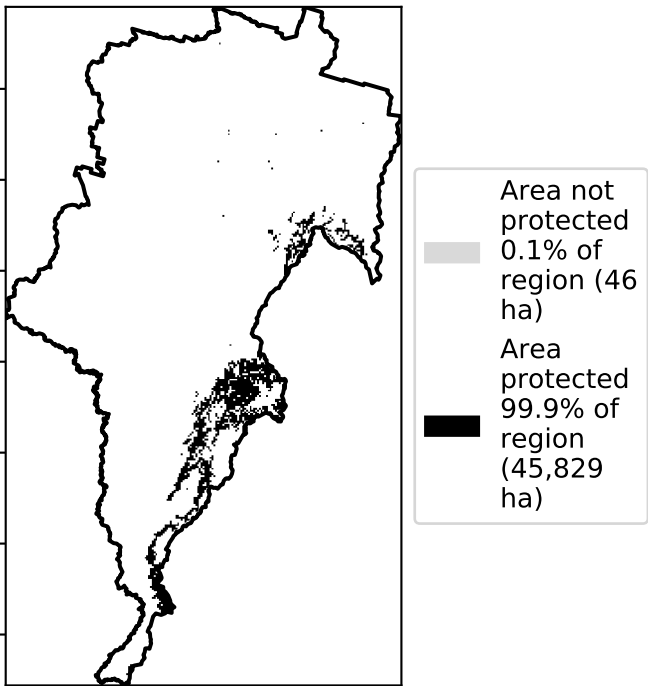 Area not
protected
0.1% of
region (46
ha)
Area
protected
99.9% of
region
(45,829
ha)